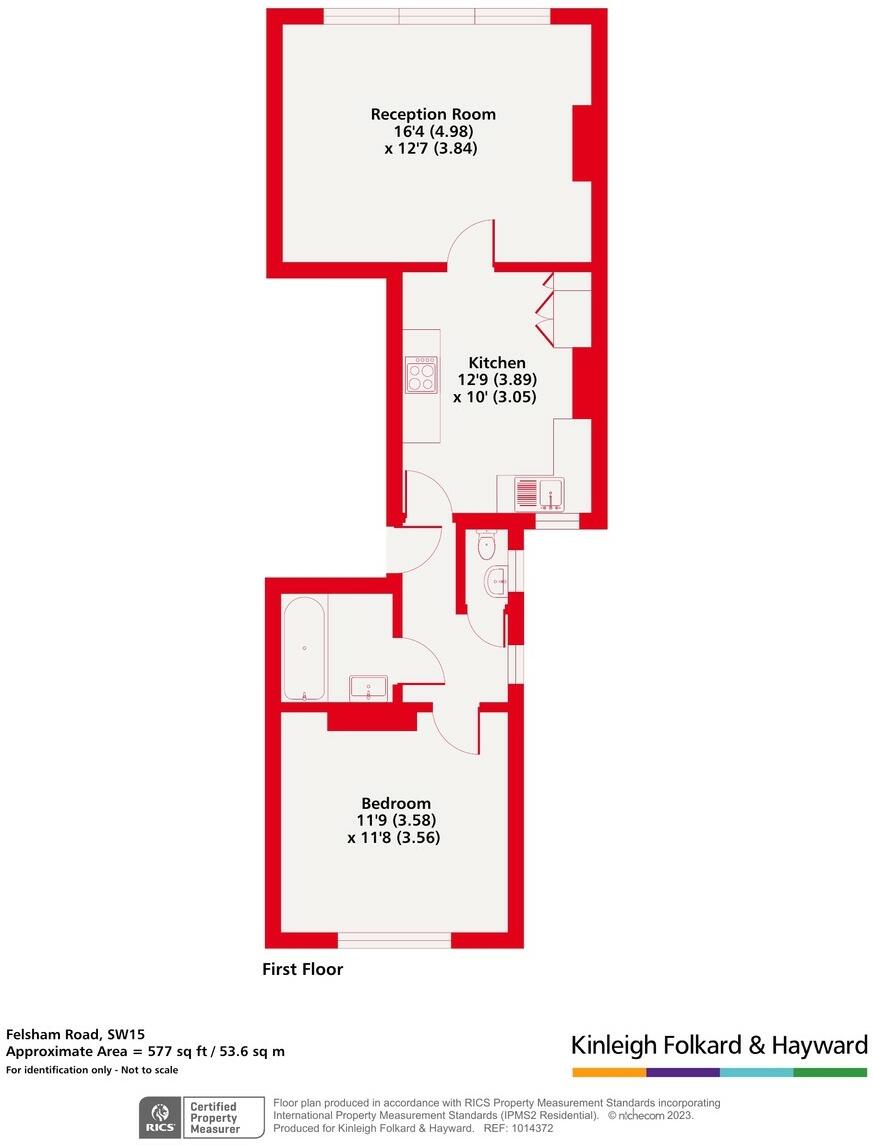 Reception Room
16'4 (4.98)
x 12'7 (3.84)
Kitchen
12'9 (3.89)
x 10' (3.05)
Bedroom
11'9 (3.58)
x 11'8 (3.56)
First Floor
Felsham Road, SW15
Approximate Area = 577 sq ft / 53.6 sq m
For identification only - Not to scale
Kinleigh Folkard & Hayward
RICS
Certified
Property
Measurer
Floor plan produced in accordance with RICS Property Measurement Standards incorporating
International Property Measurement Standards (IPMS2 Residential). © nichecom 2023.
Produced for Kinleigh Folkard & Hayward. REF: 1014372